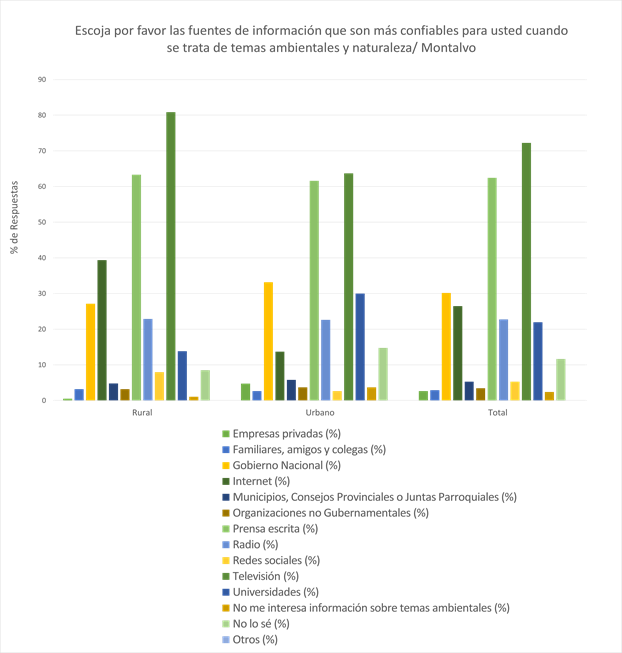 Escoja por favor las fuentes de información que son más confiables para usted cuando
se trata de temas ambientales y naturaleza/ Montalvo
% de Respuestas
90
80
70
60
50
40
30
20
10
0
Rural Urbano Total
Empresas privadas (%)
Familiares, amigos y colegas (%)
Gobierno Nacional (%)
Internet (%)
Municipios, Consejos Provinciales o Juntas Parroquiales (%)
Organizaciones no Gubernamentales (%)
Prensa escrita (%)
Radio (%)
Redes sociales (%)
Televisión (%)
Universidades (%)
No me interesa información sobre temas ambientales (%)
No lo sé (%)
Otros (%)